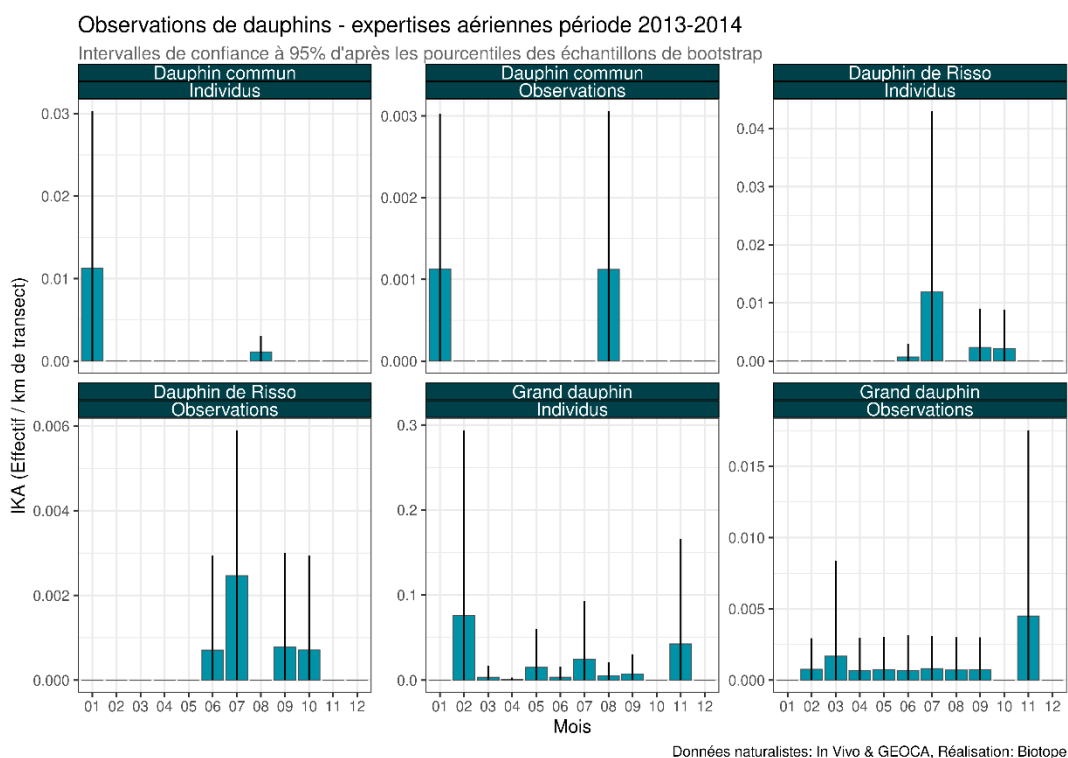 Observations de dauphins - expertises aériennes période 2013-2014
Intervalles de confiance à 95% d'après les pourcentiles des échantillons de bootstrap
Dauphin commun
Individus
0.03
0.02
0.01
0.00
Dauphin commun
Observations
0.003
0.002
0.001
0.000
Dauphin de Risso
Individus
0.04
0.03
0.02
0.01
0.00
IKA (Effectif / km de transect)
Dauphin de Risso
Observations
0.006
0.004
0.002
0.000
01 02 03 04 05 06 07 08 09 10 11 12
Grand dauphin
Individus
0.3
0.2
0.1
0.0
01 02 03 04 05 06 07 08 09 10 11 12
Grand dauphin
Observations
0.015
0.010
0.005
0.000
01 02 03 04 05 06 07 08 09 10 11 12
Mois
Données naturalistes: In Vivo & GEOCA, Réalisation: Biotope